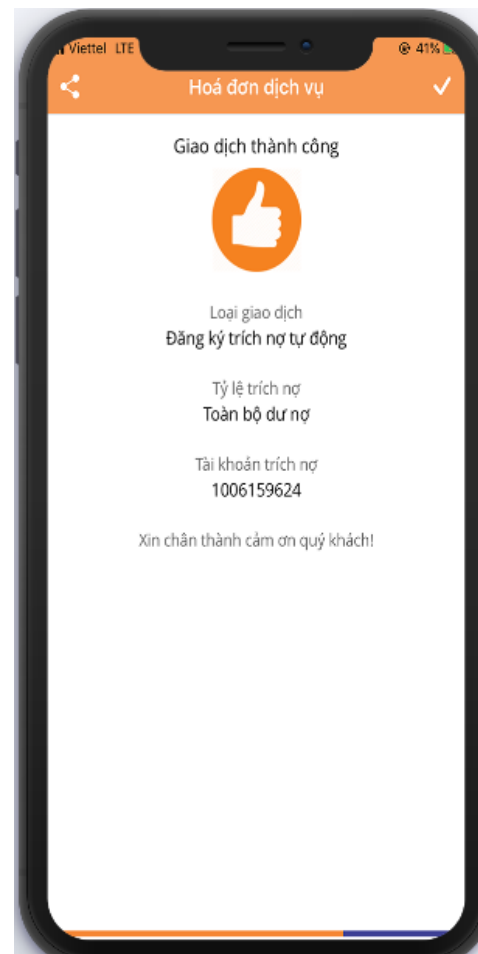 Viettel LTE
41%
Hoá đơn dịch vụ
Giao dịch thành công
Loại giao dịch
Đăng ký trích nợ tự động
Tỷ lệ trích nợ
Toàn bộ dư nợ
Tài khoản trích nợ
1006159624
Xin chân thành cảm ơn quý khách!